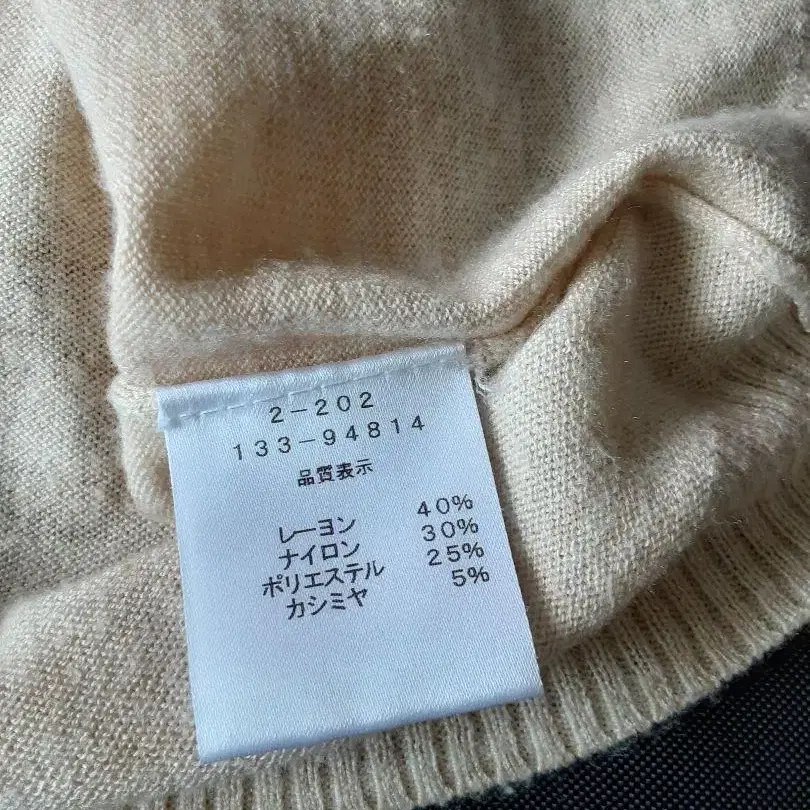 2-202
133-94814
品質表示
レーヨン 40%
ナイロン 30%
ポリエステル 25%
カシミヤ 5%